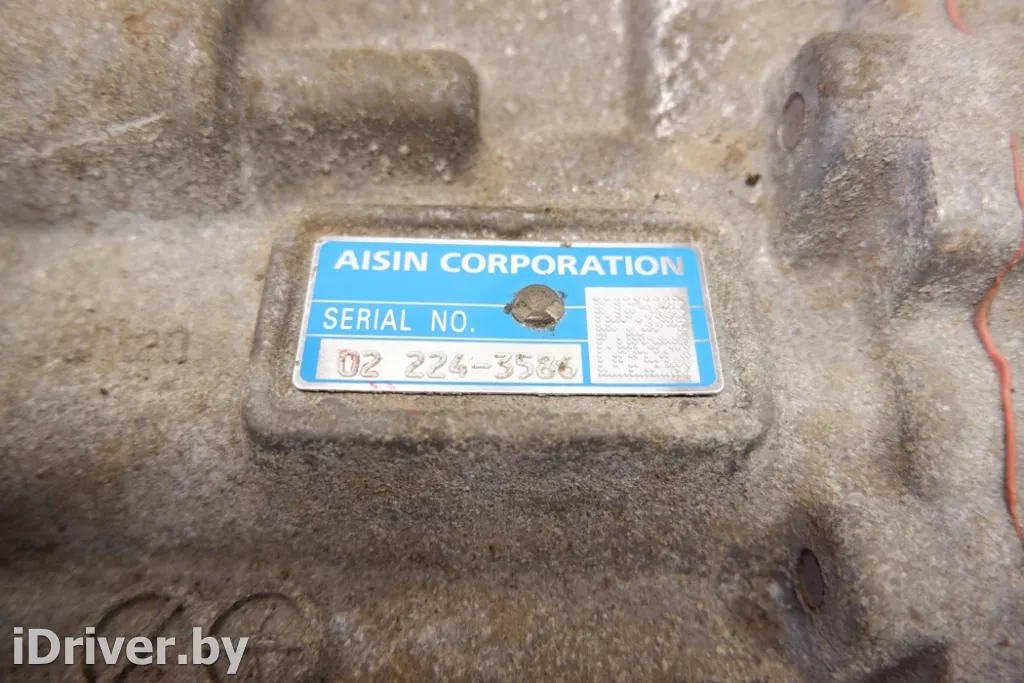 AISIN CORPORATION
SERIAL NO.
02 224-3586
iDriver.by